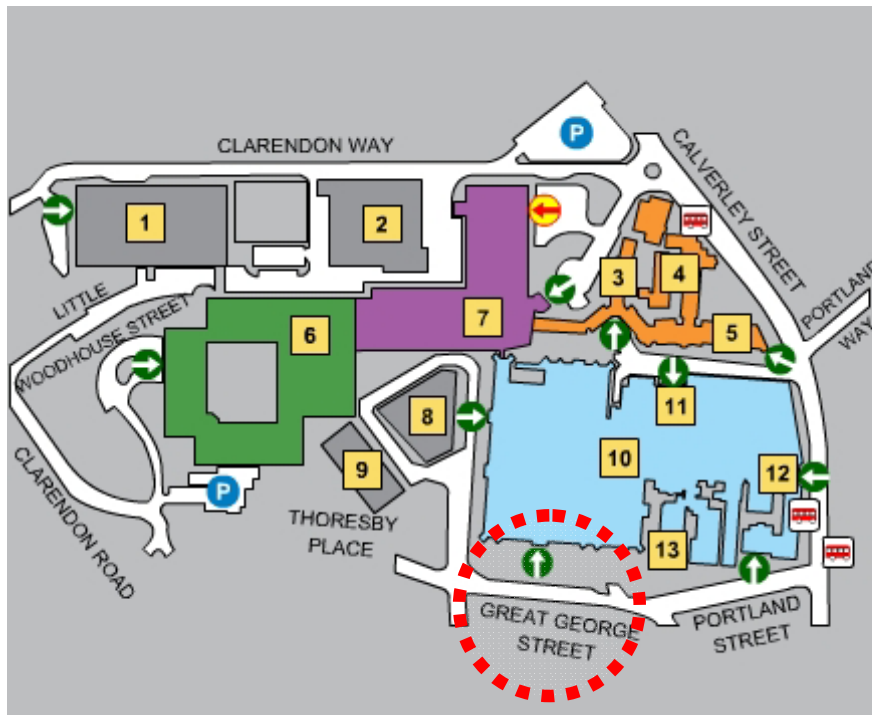 P
CLARENDON WAY
CALVERLEY STREET
1
2
3
4
LITTLE
WOODHOUSE STREET
6
7
5
PORTLAND
WAY
8
11
10
9
12
CLARENDON ROAD
P
THORESBY
PLACE
13
GREAT GEORGE
STREET
PORTLAND
STREET